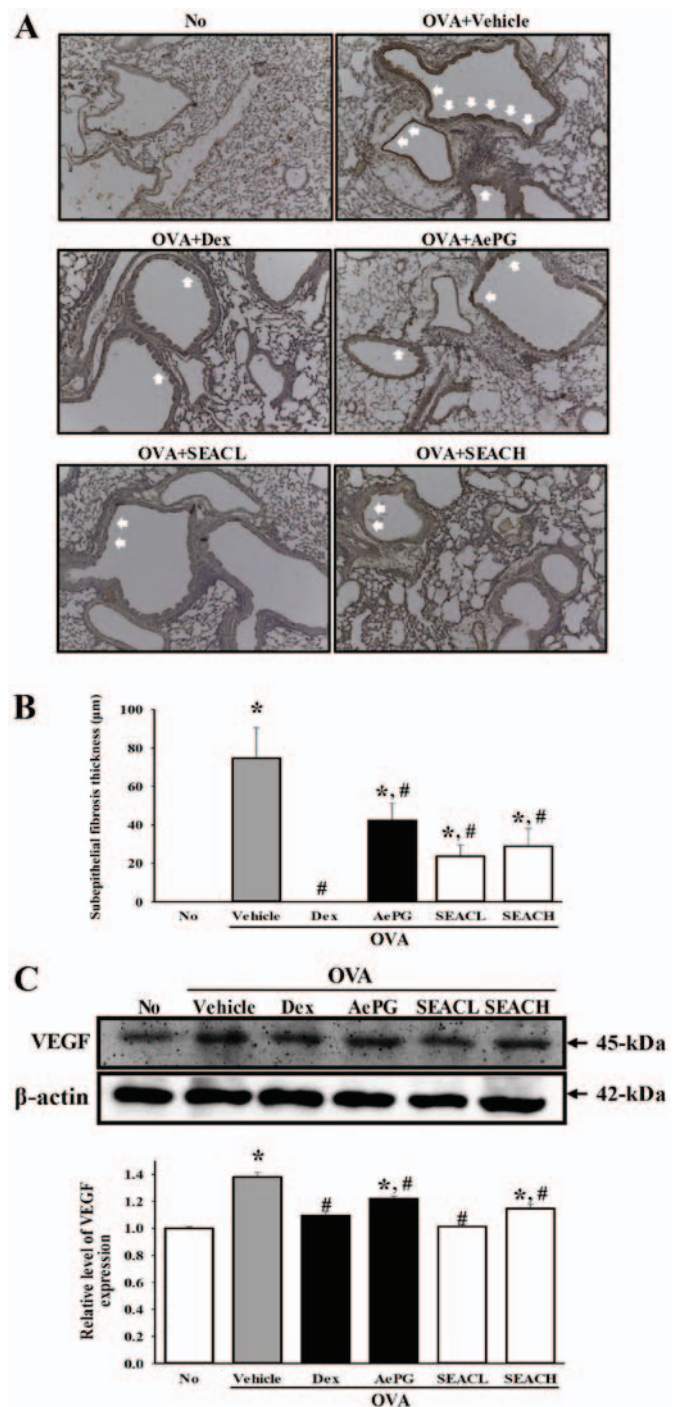 A
No
OVA+Vehicle
OVA+Dex
OVA+AePG
OVA+SEACL
OVA+SEACH
B
Subepithelial fibrosis thickness (µm)
100
80
60
40
20
0
*
#
*, #
*, #
*, #
No
Vehicle
Dex
AePG
SEACL
SEACH
OVA
C
OVA
No
Vehicle
Dex
AePG
SEACL
SEACH
VEGF
45-kDa
β-actin
42-kDa
Relative level of VEGF
expression
1.4
1.2
1.0
0.8
0.6
0.4
0.2
0.0
*
#
*, #
#
*, #
No
Vehicle
Dex
AePG
SEACL
SEACH
OVA